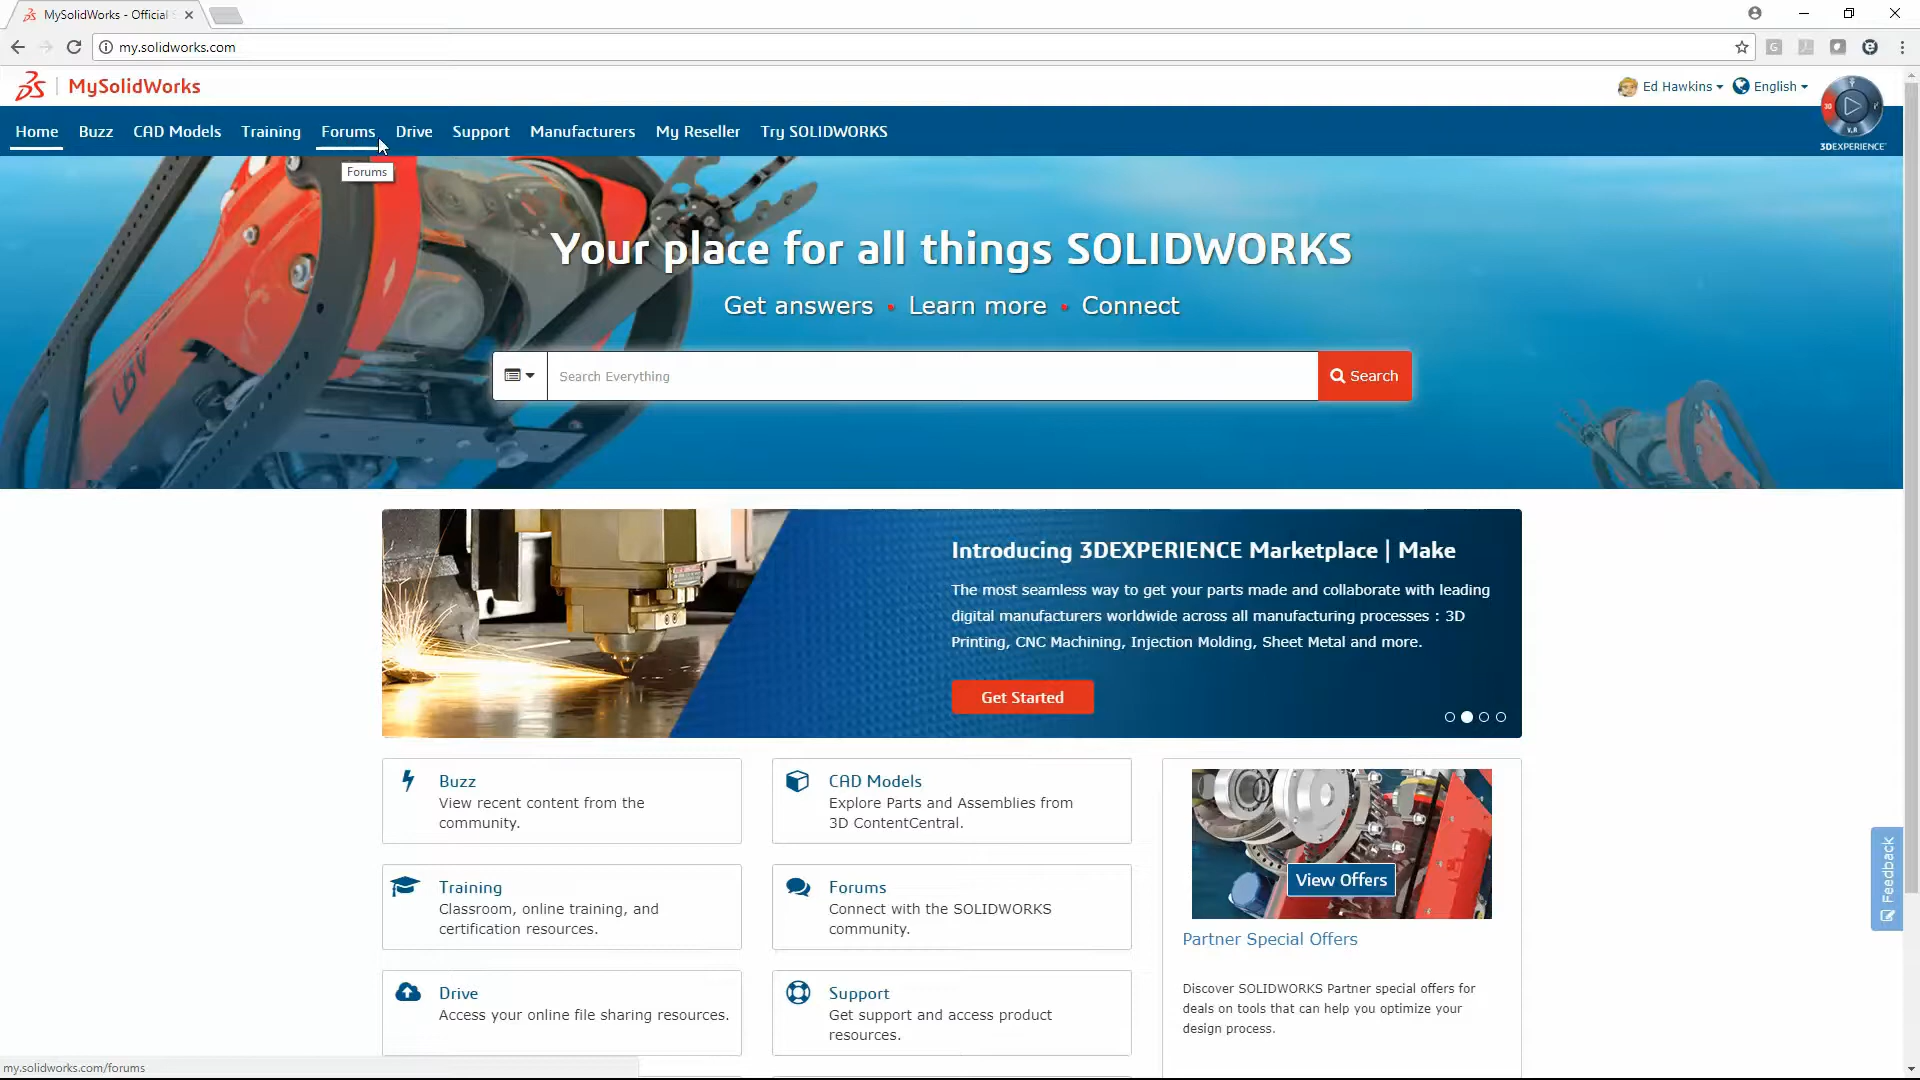 MySolidWorks - Official
my.solidworks.com
MySolidWorks
Ed Hawkins
English
Home Buzz CAD Models Training Forums Drive Support Manufacturers My Reseller Try SOLIDWORKS
3D
V.R
3DEXPERIENCE
Forums
LBV
Your place for all things SOLIDWORKS
Get answers • Learn more • Connect
Search Everything
Search
Introducing 3DEXPERIENCE Marketplace | Make
The most seamless way to get your parts made and collaborate with leading
digital manufacturers worldwide across all manufacturing processes : 3D
Printing, CNC Machining, Injection Molding, Sheet Metal and more.
Get Started
Buzz
View recent content from the
community.
CAD Models
Explore Parts and Assemblies from
3D ContentCentral.
Training
Classroom, online training, and
certification resources.
Forums
Connect with the SOLIDWORKS
community.
Drive
Access your online file sharing resources.
Support
Get support and access product
resources.
View Offers
Partner Special Offers
Discover SOLIDWORKS Partner special offers for
deals on tools that can help you optimize your
design process.
Feedback
my.solidworks.com/forums